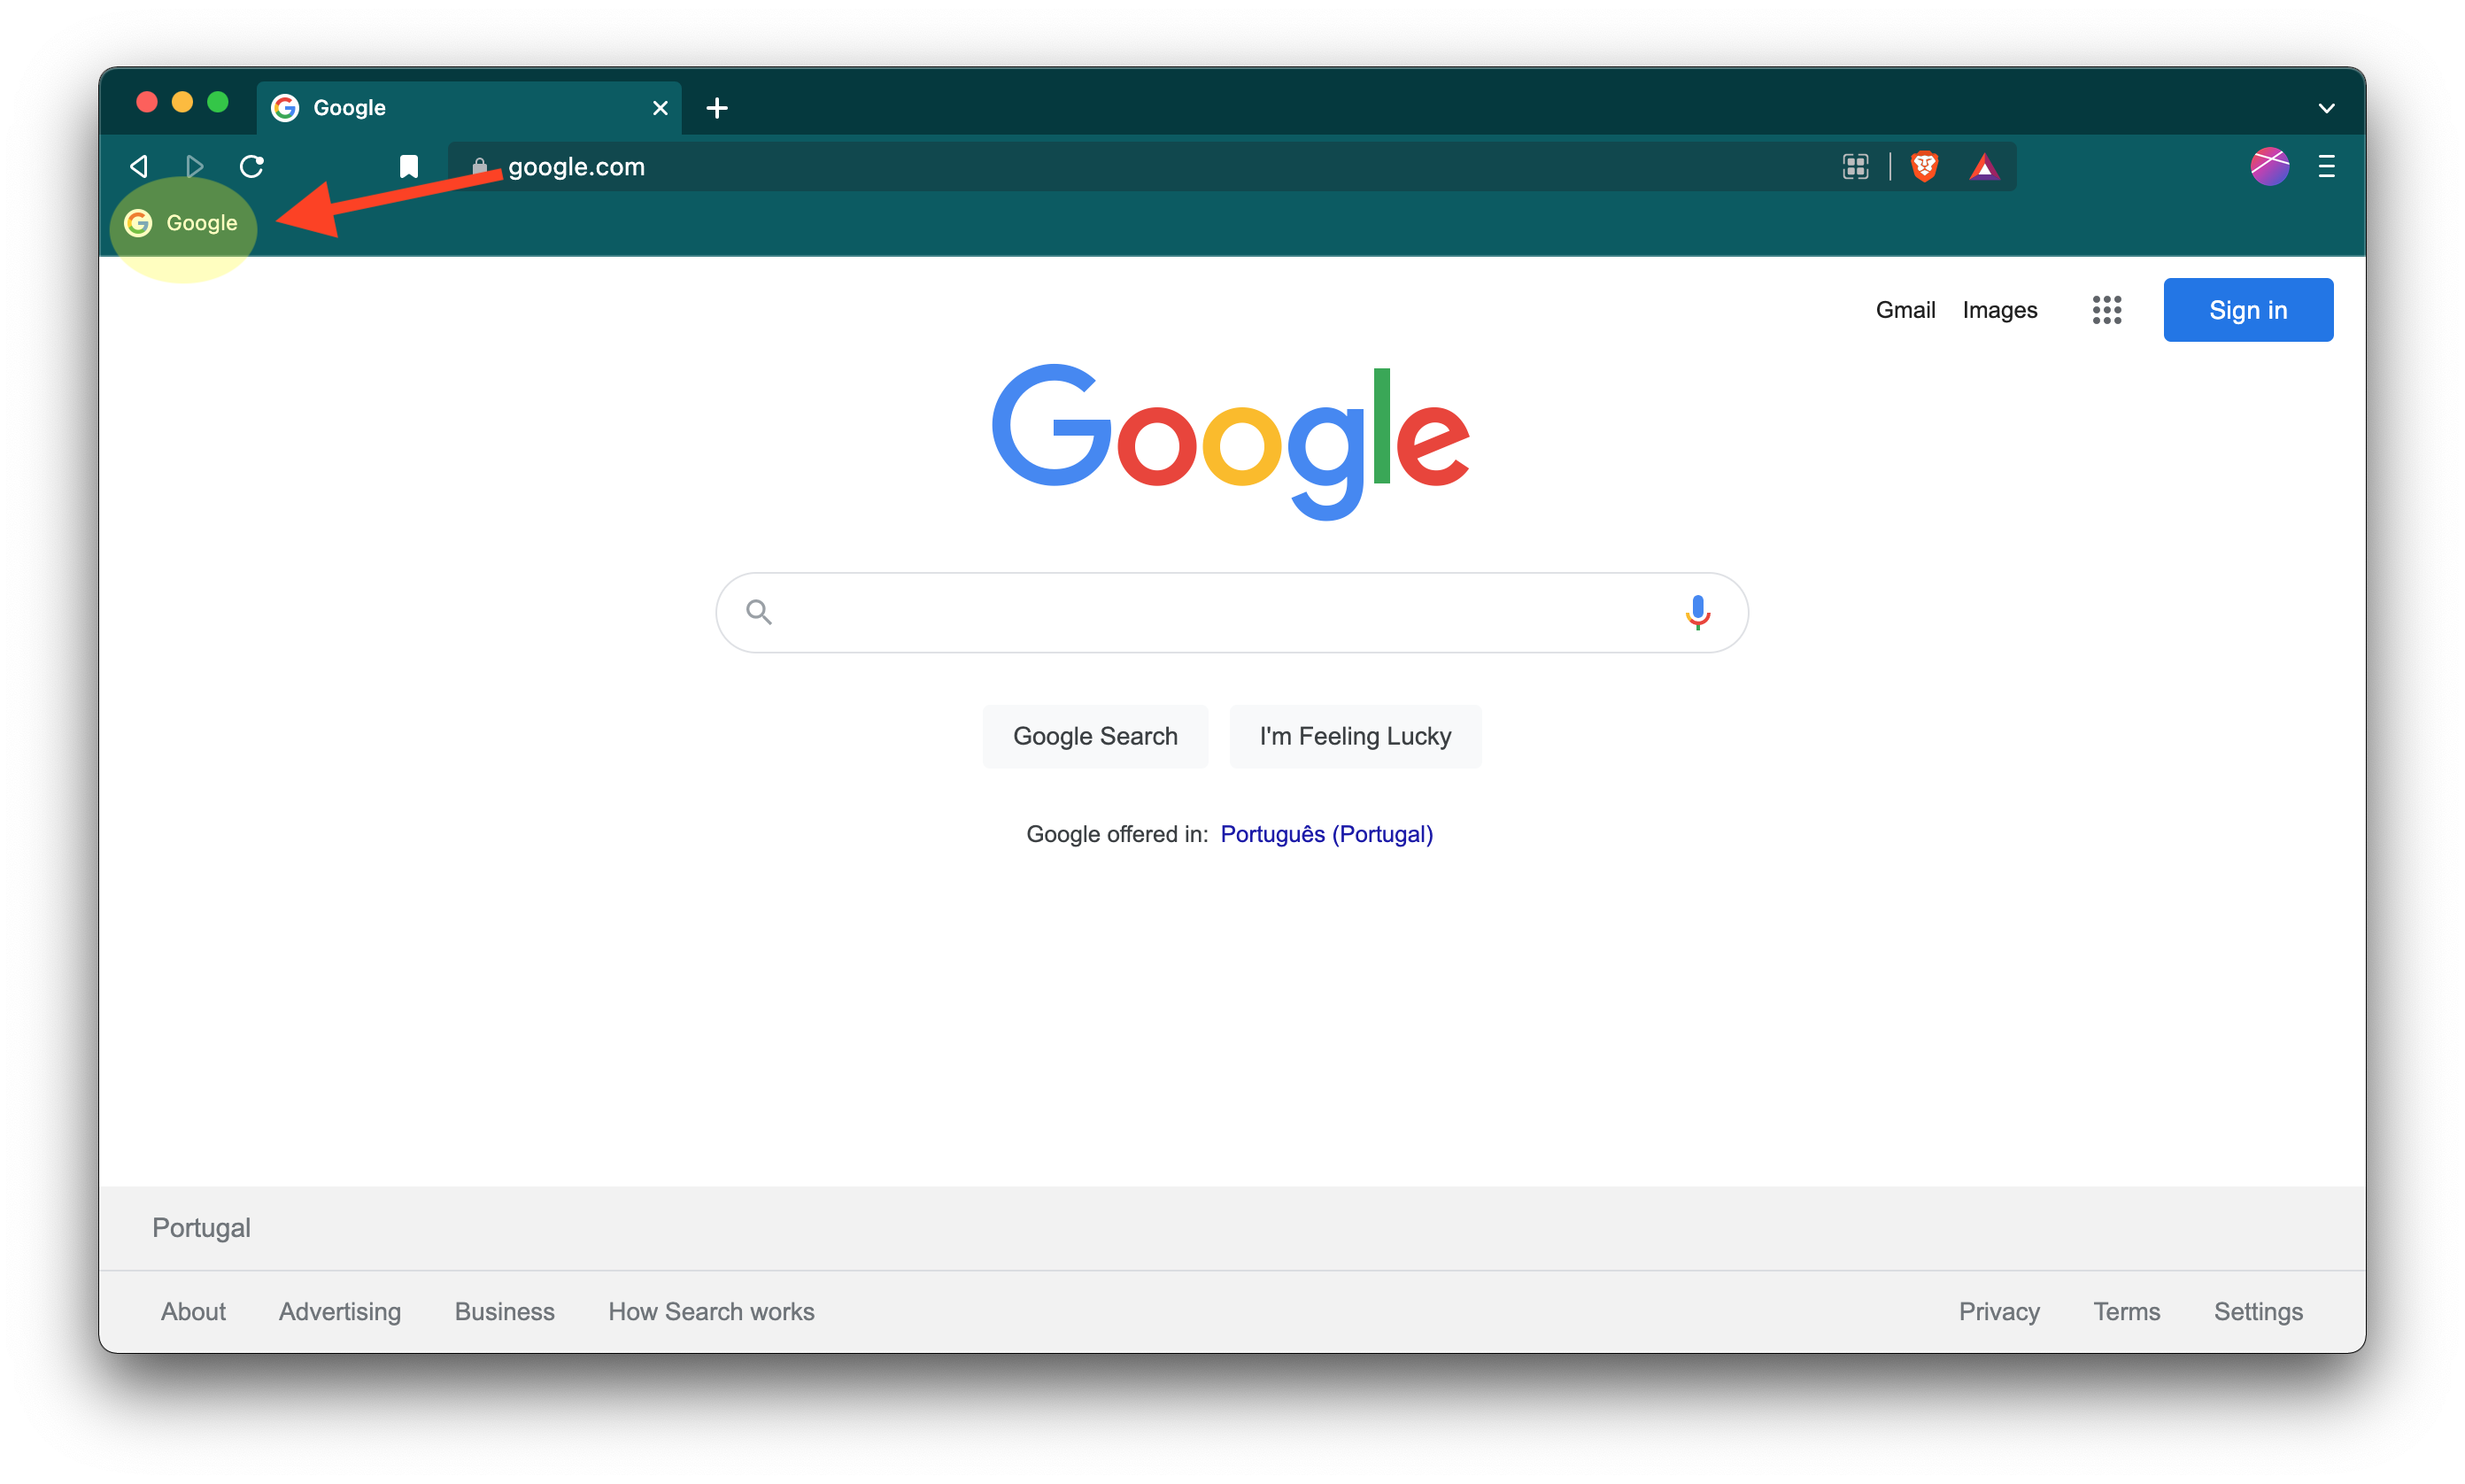 Google
google.com
Google
Gmail Images Sign in
Google
Google Search I'm Feeling Lucky
Google offered in: Português (Portugal)
Portugal
About Advertising Business How Search works Privacy Terms Settings